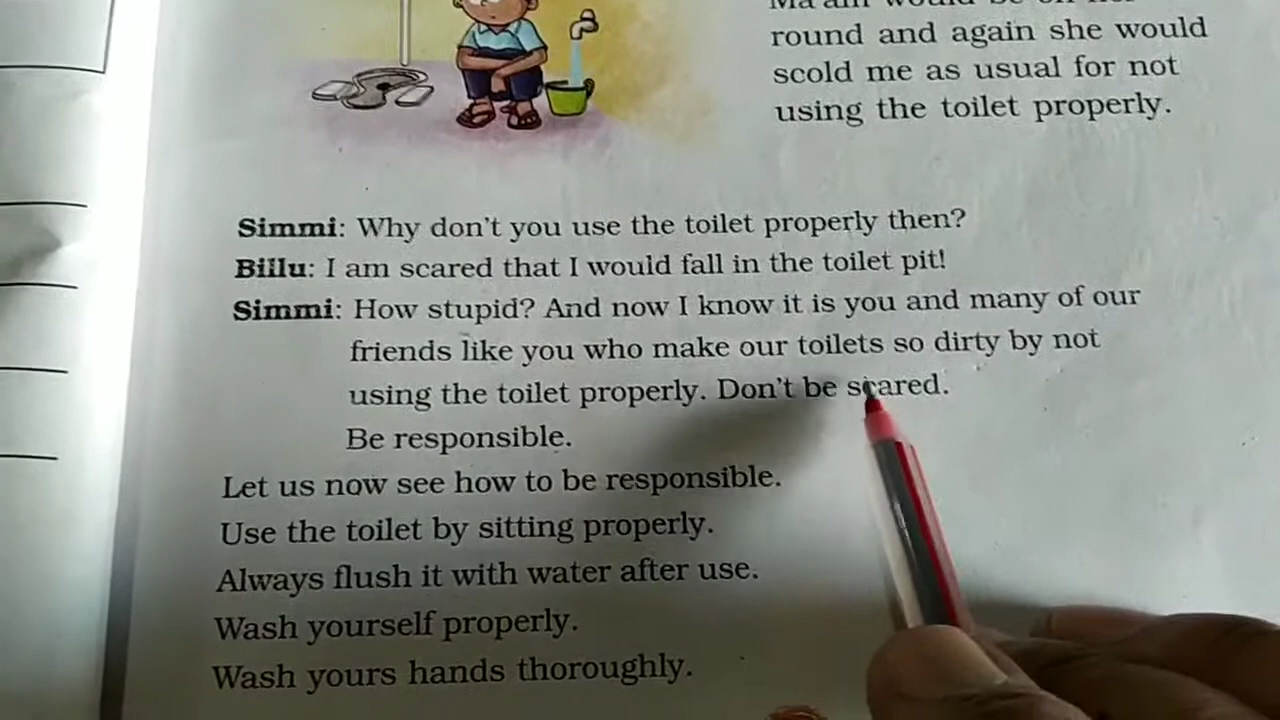 round and again she would
scold me as usual for not
using the toilet properly.
Simmi: Why don't you use the toilet properly then?
Billu: I am scared that I would fall in the toilet pit!
Simmi: How stupid? And now I know it is you and many of our
friends like you who make our toilets so dirty by not
using the toilet properly. Don't be scared.
Be responsible.
Let us now see how to be responsible.
Use the toilet by sitting properly.
Always flush it with water after use.
Wash yourself properly.
Wash yours hands thoroughly.